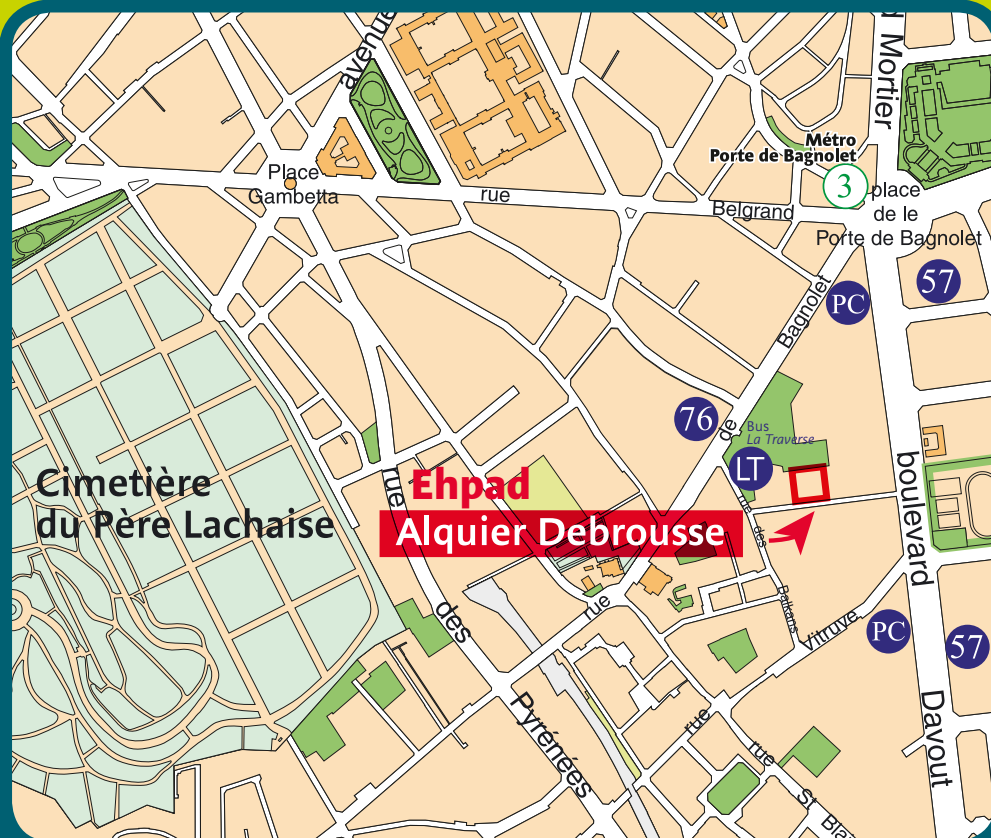 avenue
d Mortier
Métro
Porte de Bagnolet
3
place
de le
Porte de Bagnolet
Place
Gambetta
rue
Belgrand
57
PC
Bagnolet
de
76
Bus
La Traverse
LT
Cimetière
du Père Lachaise
rue
Ehpad
Alquier Debrousse
rue des
Balkans
boulevard
des
rue
Vitruve
PC
57
Pyrénées
rue
rue
St
Bla
Davout